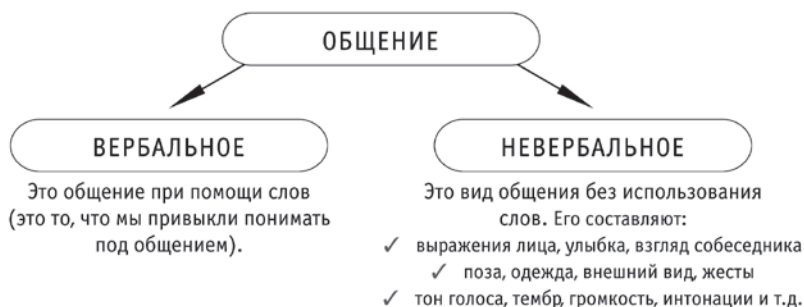 ОБЩЕНИЕ
ВЕРБАЛЬНОЕ
Это общение при помощи слов
(это то, что мы привыкли понимать
под общением).
НЕВЕРБАЛЬНОЕ
Это вид общения без использования
слов. Его составляют:
✓ выражения лица, улыбка, взгляд собеседника
✓ поза, одежда, внешний вид, жесты
✓ тон голоса, тембр, громкость, интонации и т.д.